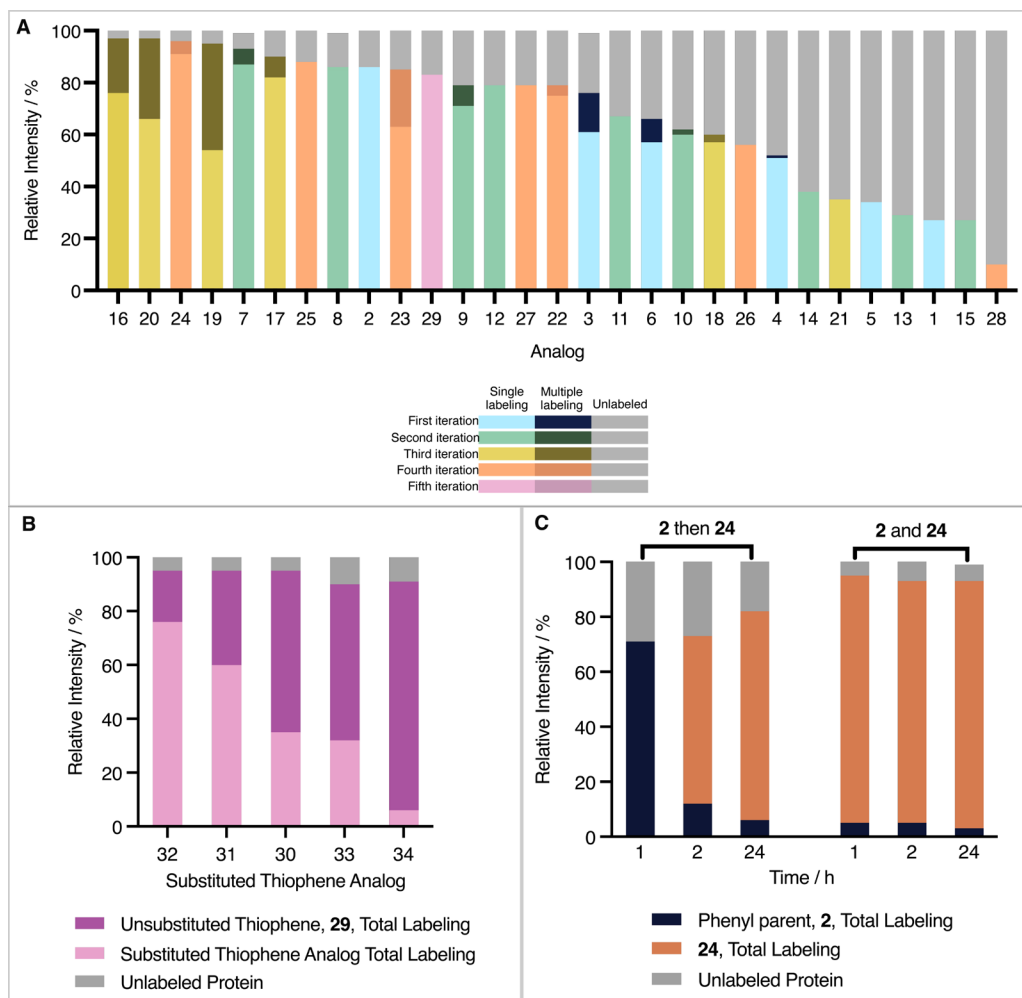 A
100
80
60
40
20
0
Relative Intensity / %
16 20 24 19 7 17 25 8 2 23 29 9 12 27 22 3 11 6 10 18 26 4 14 21 5 13 1 15 28
Analog
Single labeling Multiple labeling Unlabeled
First iteration
Second iteration
Third iteration
Fourth iteration
Fifth iteration
B
100
80
60
40
20
0
Relative Intensity / %
32 31 30 33 34
Substituted Thiophene Analog
Unsubstituted Thiophene, 29, Total Labeling
Substituted Thiophene Analog Total Labeling
Unlabeled Protein
C
2 then 24
2 and 24
100
80
60
40
20
0
Relative Intensity / %
1 2 24 1 2 24
Time / h
Phenyl parent, 2, Total Labeling
24, Total Labeling
Unlabeled Protein